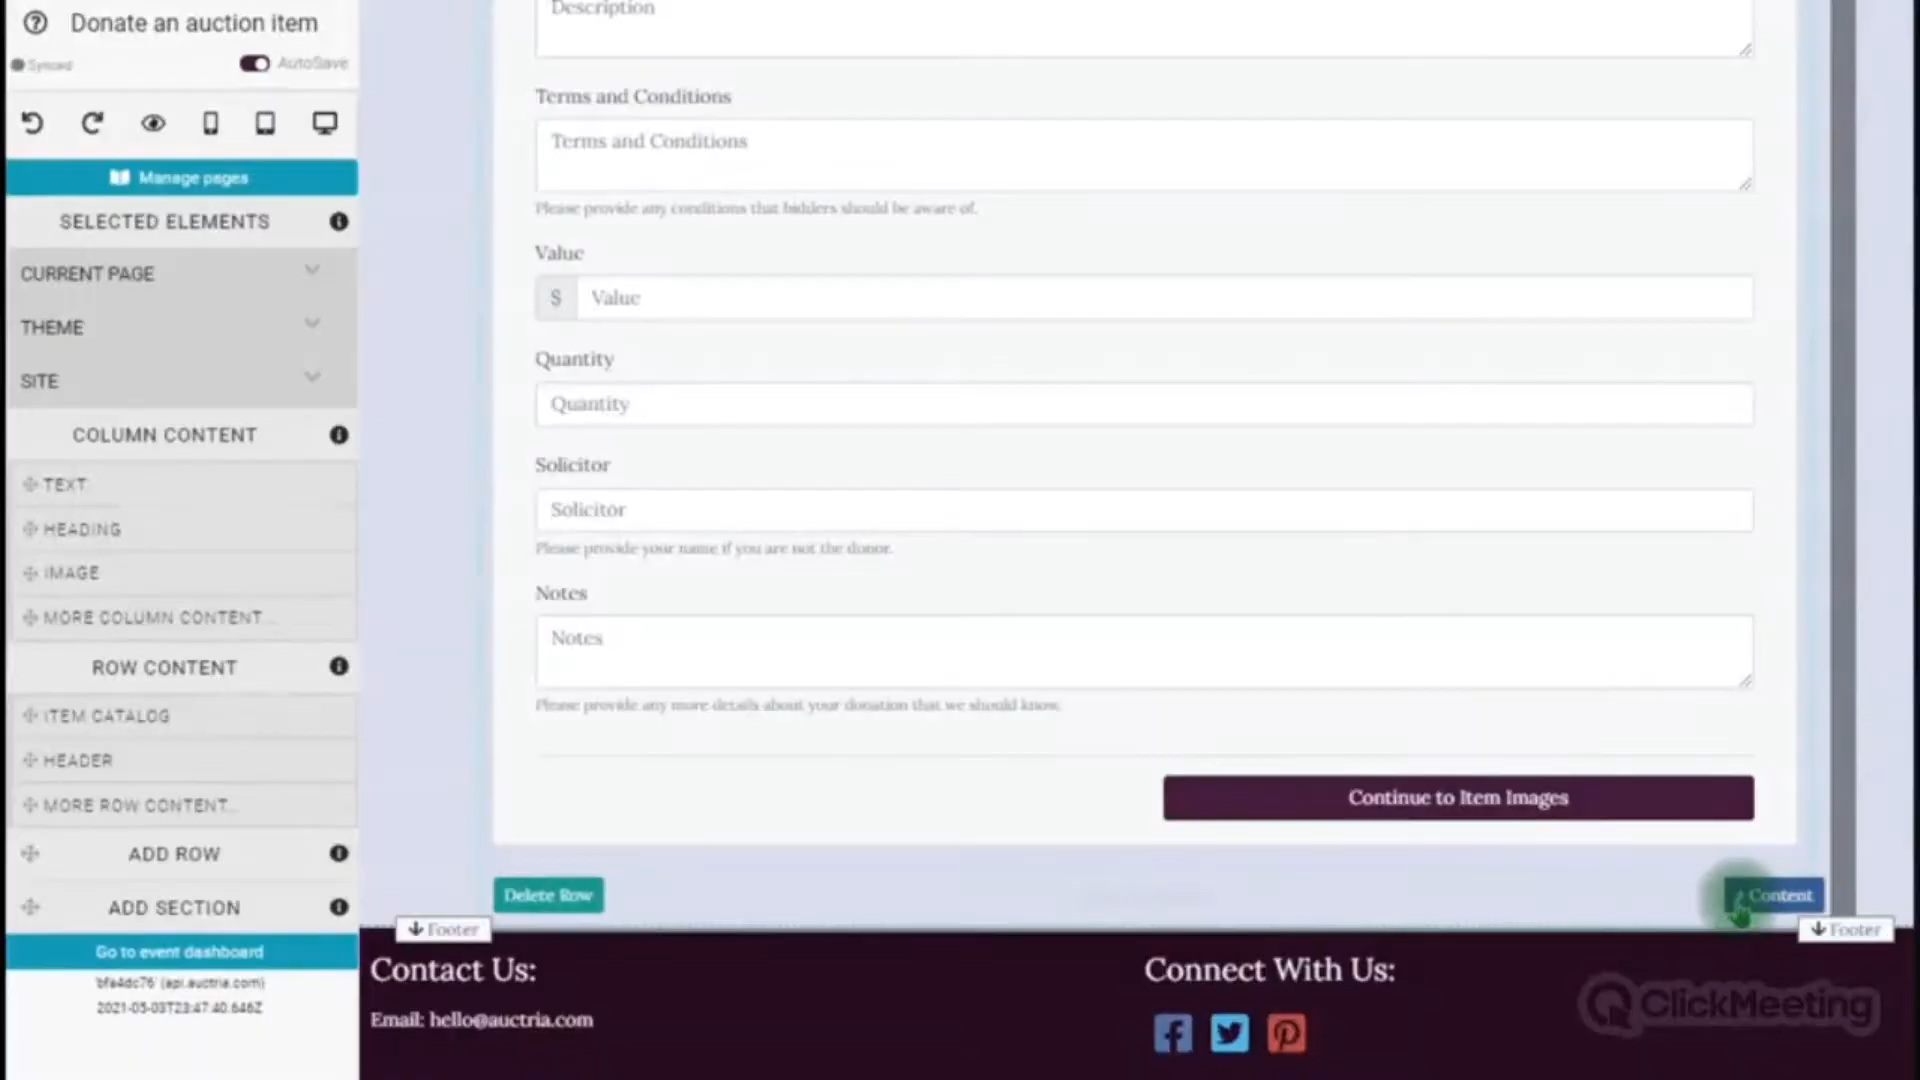 Donate an auction item
Synced
AutoSave
Manage pages
SELECTED ELEMENTS
CURRENT PAGE
THEME
SITE
COLUMN CONTENT
TEXT
HEADING
IMAGE
MORE COLUMN CONTENT...
ROW CONTENT
ITEM CATALOG
HEADER
MORE ROW CONTENT...
ADD ROW
ADD SECTION
Go to event dashboard
'bfa4dc76' (api.auctria.com)
2021-05-03T23:47:40.646Z
Description
Terms and Conditions
Terms and Conditions
Please provide any conditions that bidders should be aware of.
Value
$ Value
Quantity
Quantity
Solicitor
Solicitor
Please provide your name if you are not the donor.
Notes
Notes
Please provide any more details about your donation that we should know.
Continue to Item Images
Delete Row
Content
Footer
Footer
Contact Us:
Email: hello@auctria.com
Connect With Us:
ClickMeeting